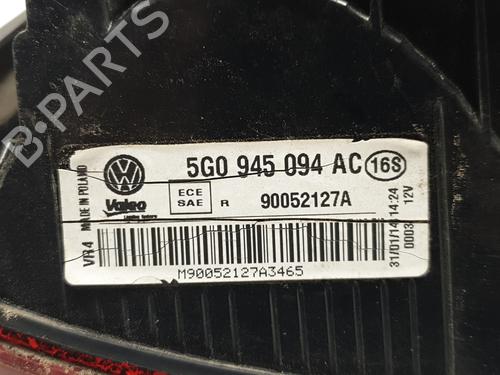 B-PARTS
MADE IN POLAND
VR4
5G0 945 094 AC 16S
Valeo
ECE
SAE
R
90052127A
M90052127A3465
31/01/14 14:24
0003 12V